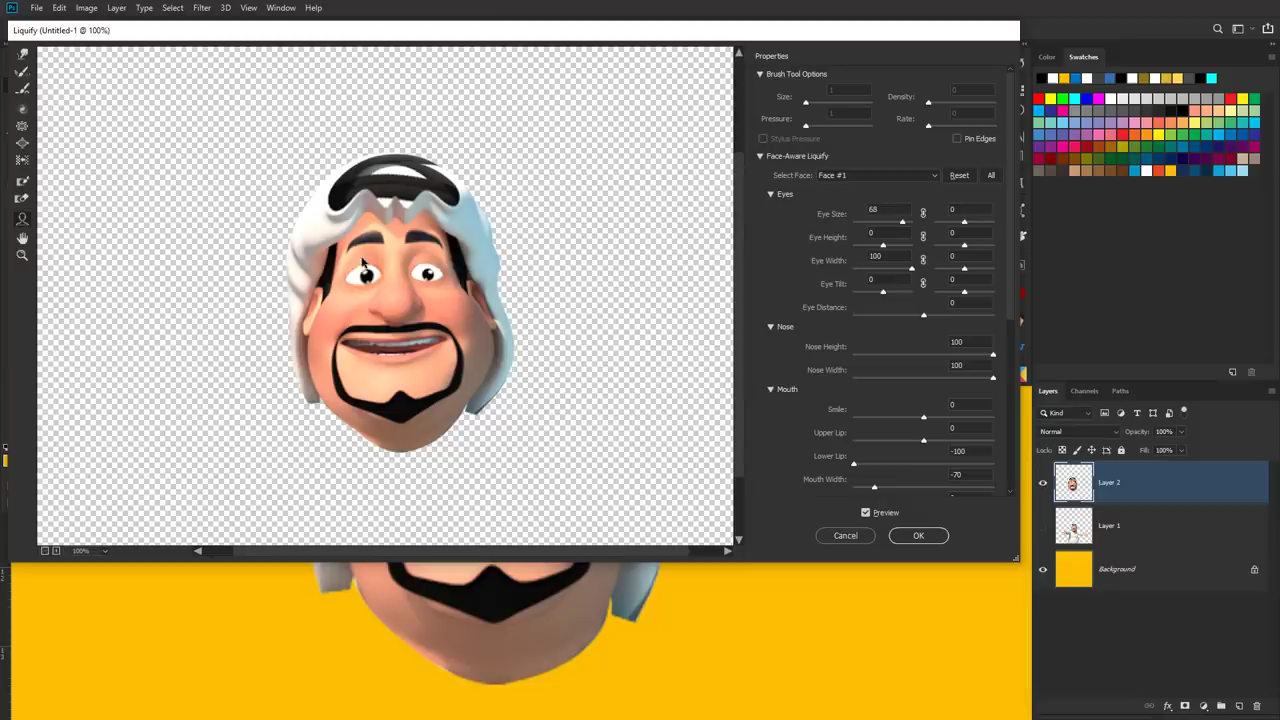 Ps File Edit Image Layer Type Select Filter 3D View Window Help
Liquify (Untitled-1 @ 100%)
Properties
Brush Tool Options
Size: 1 Density: 0
Pressure: 1 Rate: 0
Stylus Pressure Pin Edges
Face-Aware Liquify
Select Face: Face #1 Reset All
Eyes
Eye Size: 68 0
Eye Height: 0 0
Eye Width: 100 0
Eye Tilt: 0 0
Eye Distance: 0
Nose
Nose Height: 100
Nose Width: 100
Mouth
Smile: 0
Upper Lip: 0
Lower Lip: -100
Mouth Width: -70
Preview
Cancel OK
100%
Color Swatches
Layers Channels Paths
Kind
Normal Opacity: 100%
Lock: Fill: 100%
Layer 2
Layer 1
Background